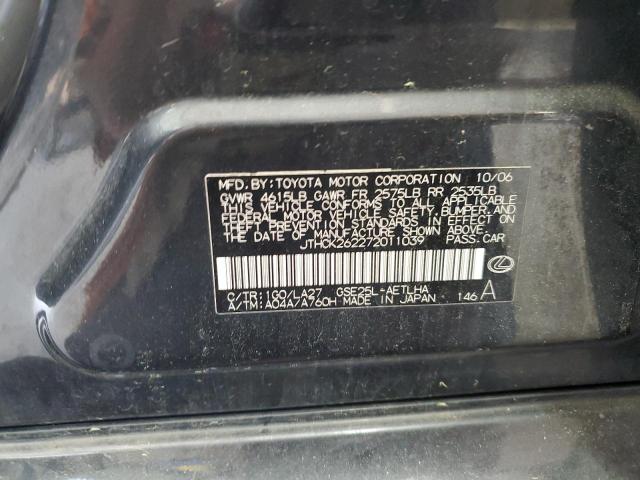 MFD. BY: TOYOTA MOTOR CORPORATION 10/06
GVWR 4615LB GAWR FR 2575LB RR 2535LB
THIS VEHICLE CONFORMS TO ALL APPLICABLE
FEDERAL MOTOR VEHICLE SAFETY, BUMPER, AND
THEFT PREVENTION STANDARDS IN EFFECT ON
THE DATE OF MANUFACTURE SHOWN ABOVE.
JTHCK262272011039 PASS. CAR
C/TR: 1G0/LA27 GSE25L-AETLHA
A/TM: A04A/A760H MADE IN JAPAN 146 A